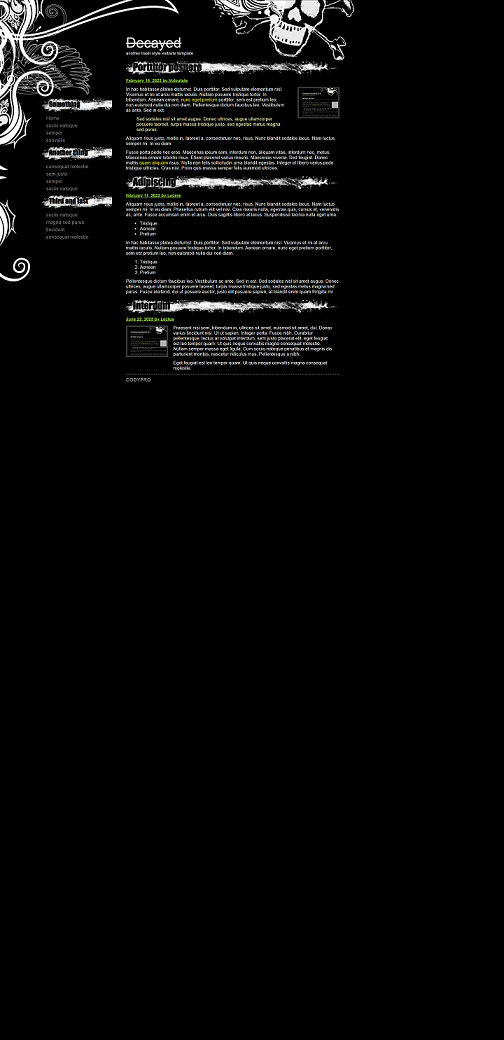 Decayed
another trash style website template
Porttitor posuere
February 14, 2022 by Vulputate
In hac habitasse platea dictumst. Duis porttitor. Sed vulputate elementum nisl.
Vivamus et mi at arcu mattis iaculis. Nullam posuere tristique tortor. In
bibendum. Aenean ornare, nunc eget pretium porttitor, sem est pretium leo,
non euismod nulla dui non diam. Pellentesque dictum faucibus leo. Vestibulum
ac ante. Sed in est.
Sed sodales nisl sit amet augue. Donec ultrices, augue ullamcorper
posuere laoreet, turpis massa tristique justo, sed egestas metus magna
sed purus.
Aliquam risus justo, mollis in, laoreet a, consectetuer nec, risus. Nunc blandit sodales lacus. Nam luctus
semper mi. In eu diam.
Fusce porta pede nec eros. Maecenas ipsum sem, interdum non, aliquam vitae, interdum nec, metus.
Maecenas ornare lobortis risus. Etiam placerat varius mauris. Maecenas viverra. Sed feugiat. Donec
mattis quam aliquam risus. Nulla non felis sollicitudin urna blandit egestas. Integer et libero varius pede
tristique ultricies. Cras nisl. Proin quis massa semper felis euismod ultricies.
Adipiscing
February 11, 2022 by Laoree
Aliquam risus justo, mollis in, laoreet a, consectetuer nec, risus. Nunc blandit sodales lacus. Nam luctus
semper mi. In eu diam. Phasellus rutrum elit vel nisi. Cras mauris nulla, egestas quis, cursus at, venenatis
ac, ante. Fusce accumsan enim et arcu. Duis sagittis libero at lacus. Suspendisse lacinia nulla eget urna.
Tristique
Aenean
Pretium
In hac habitasse platea dictumst. Duis porttitor. Sed vulputate elementum nisl. Vivamus et mi at arcu
mattis iaculis. Nullam posuere tristique tortor. In bibendum. Aenean ornare, nunc eget pretium porttitor,
sem est pretium leo, non euismod nulla dui non diam.
1. Tristique
2. Aenean
3. Pretium
Pellentesque dictum faucibus leo. Vestibulum ac ante. Sed in est. Sed sodales nisl sit amet augue. Donec
ultrices, augue ullamcorper posuere laoreet, turpis massa tristique justo, sed egestas metus magna sed
purus. Fusce eleifend, dui ut posuere auctor, justo elit posuere sapien, at blandit enim quam fringilla mi.
Interdum
June 22, 2022 by Lectus
Praesent nisi sem, bibendum in, ultrices sit amet, euismod sit amet, dui. Donec
varius tincidunt nisi. Ut ut sapien. Integer porta. Fusce nibh. Curabitur
pellentesque, lectus at volutpat interdum, sem justo placerat elit, eget feugiat
est leo tempor quam. Ut quis neque convallis magna consequat molestie.
Nullam semper massa eget ligula. Cum sociis natoque penatibus et magnis dis
parturient montes, nascetur ridiculus mus. Pellentesque a nibh.
Eget feugiat est leo tempor quam. Ut quis neque convallis magna consequat
molestie.
CODYPRO
Home
sociis natoque
semper
convallis
consequat molestie
sem justo
semper
sociis natoque
sociis natoque
magna sed purus
tincidunt
consequat molestie